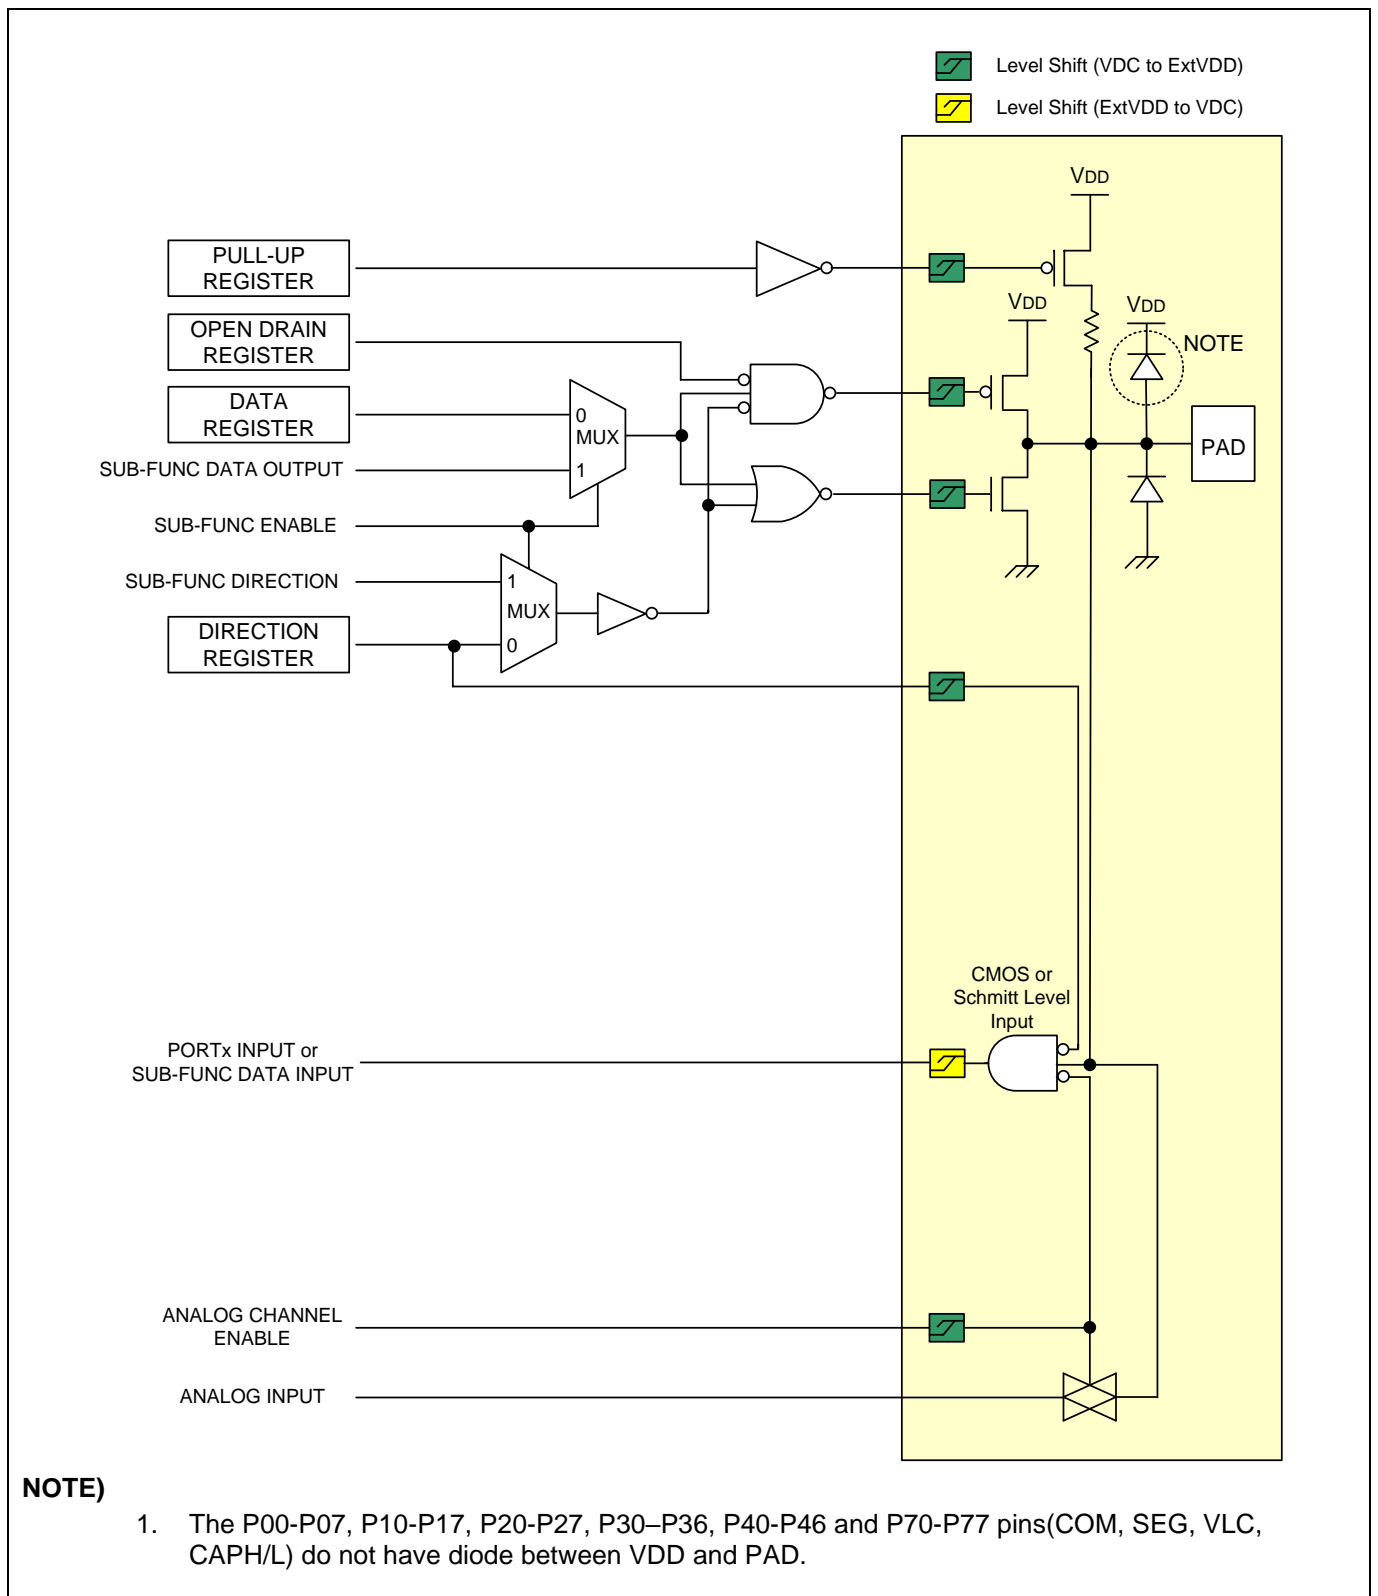 Level Shift (VDC to ExtVDD)
Level Shift (ExtVDD to VDC)
VDD
PULL-UP
REGISTER
VDD
VDD
OPEN DRAIN
REGISTER
NOTE
DATA
REGISTER
0
MUX
1
PAD
SUB-FUNC DATA OUTPUT
SUB-FUNC ENABLE
SUB-FUNC DIRECTION
1
MUX
0
DIRECTION
REGISTER
CMOS or
Schmitt Level
Input
PORTx INPUT or
SUB-FUNC DATA INPUT
ANALOG CHANNEL
ENABLE
ANALOG INPUT
NOTE)
1. The P00-P07, P10-P17, P20-P27, P30–P36, P40-P46 and P70-P77 pins(COM, SEG, VLC,
CAPH/L) do not have diode between VDD and PAD.